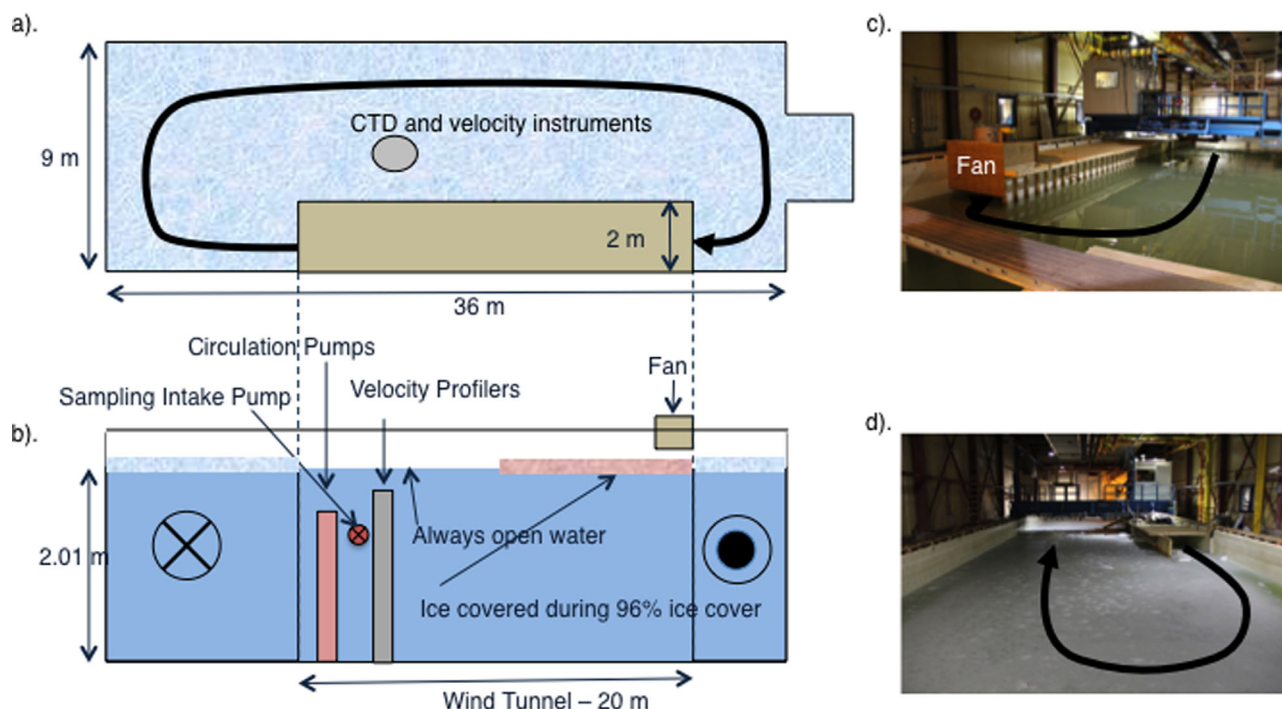 a).
CTD and velocity instruments
9 m
2 m
36 m
c).
Fan
Circulation Pumps
Sampling Intake Pump
Velocity Profilers
Fan
b).
Always open water
2.01 m
Ice covered during 96% ice cover
Wind Tunnel – 20 m
d).